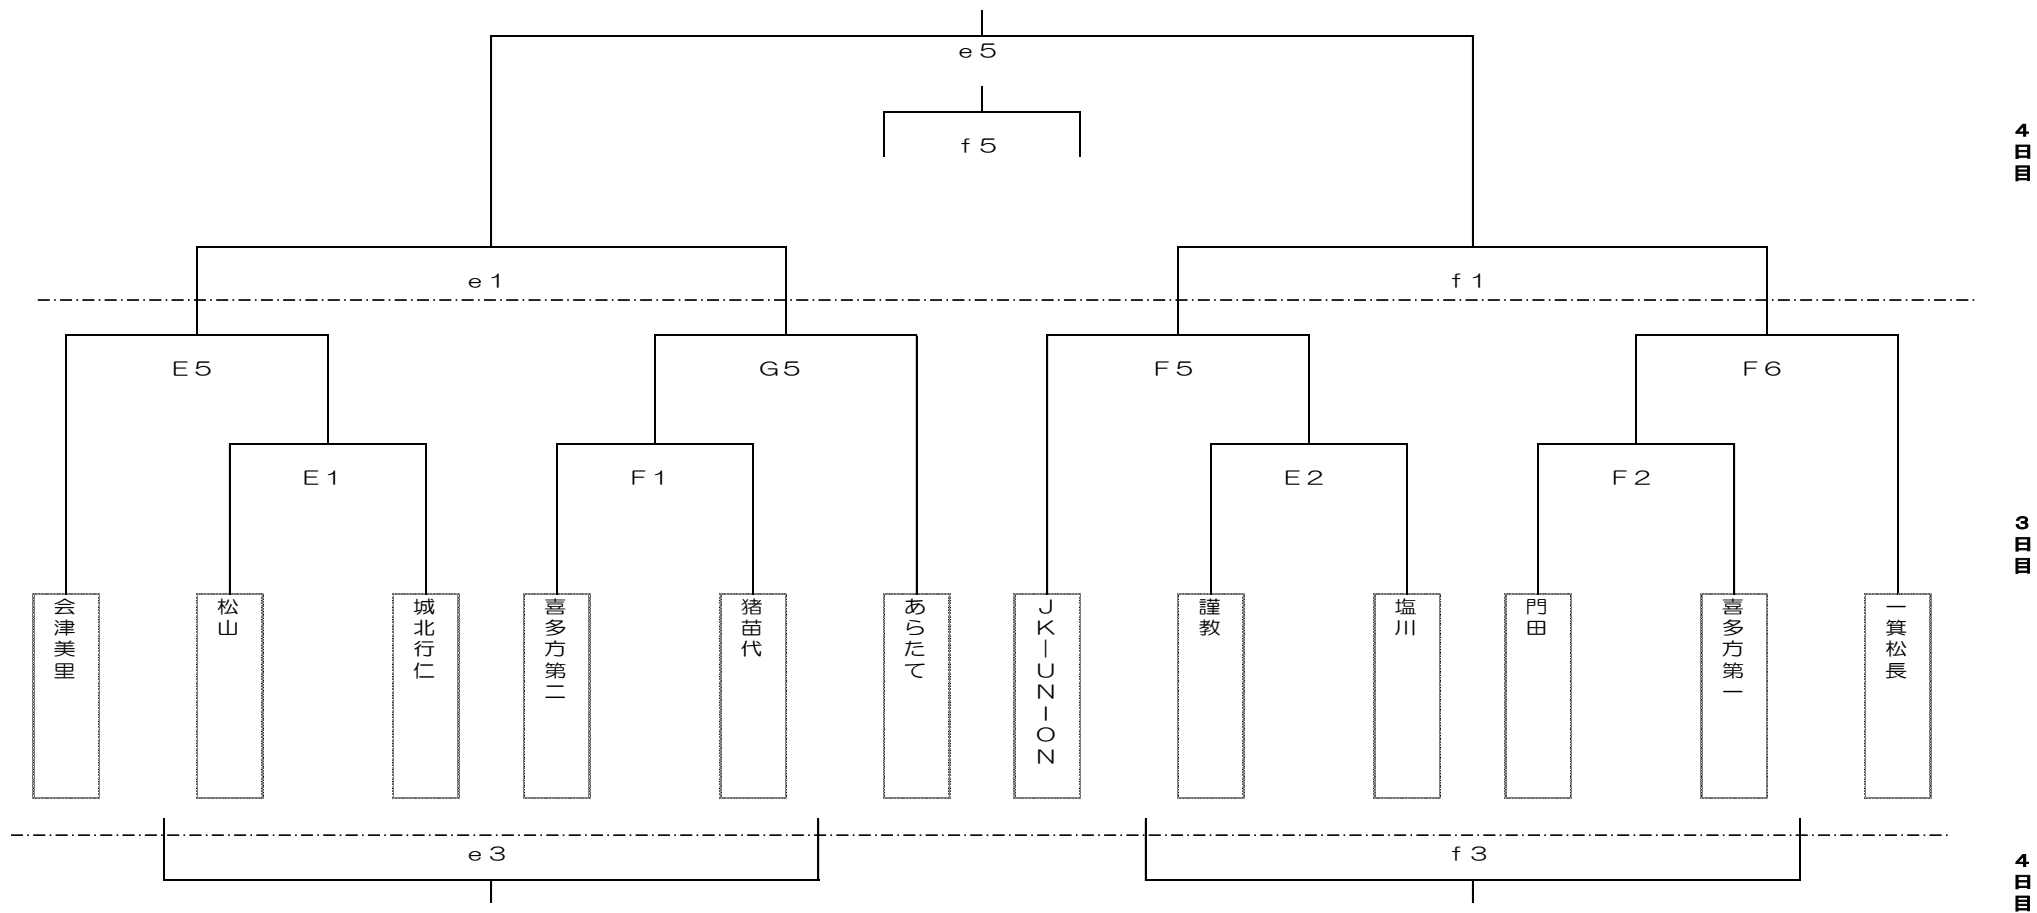 ｅ５
ｆ５
４日目
ｅ１
ｆ１
Ｅ５
Ｇ５
Ｆ５
Ｆ６
Ｅ１
Ｆ１
Ｅ２
Ｆ２
３日目
会津美里
松山
城北行仁
喜多方第二
猪苗代
あらたて
ＪＫ－ＵＮＩＯＮ
謹教
塩川
門田
喜多方第一
一箕松長
ｅ３
ｆ３
４日目